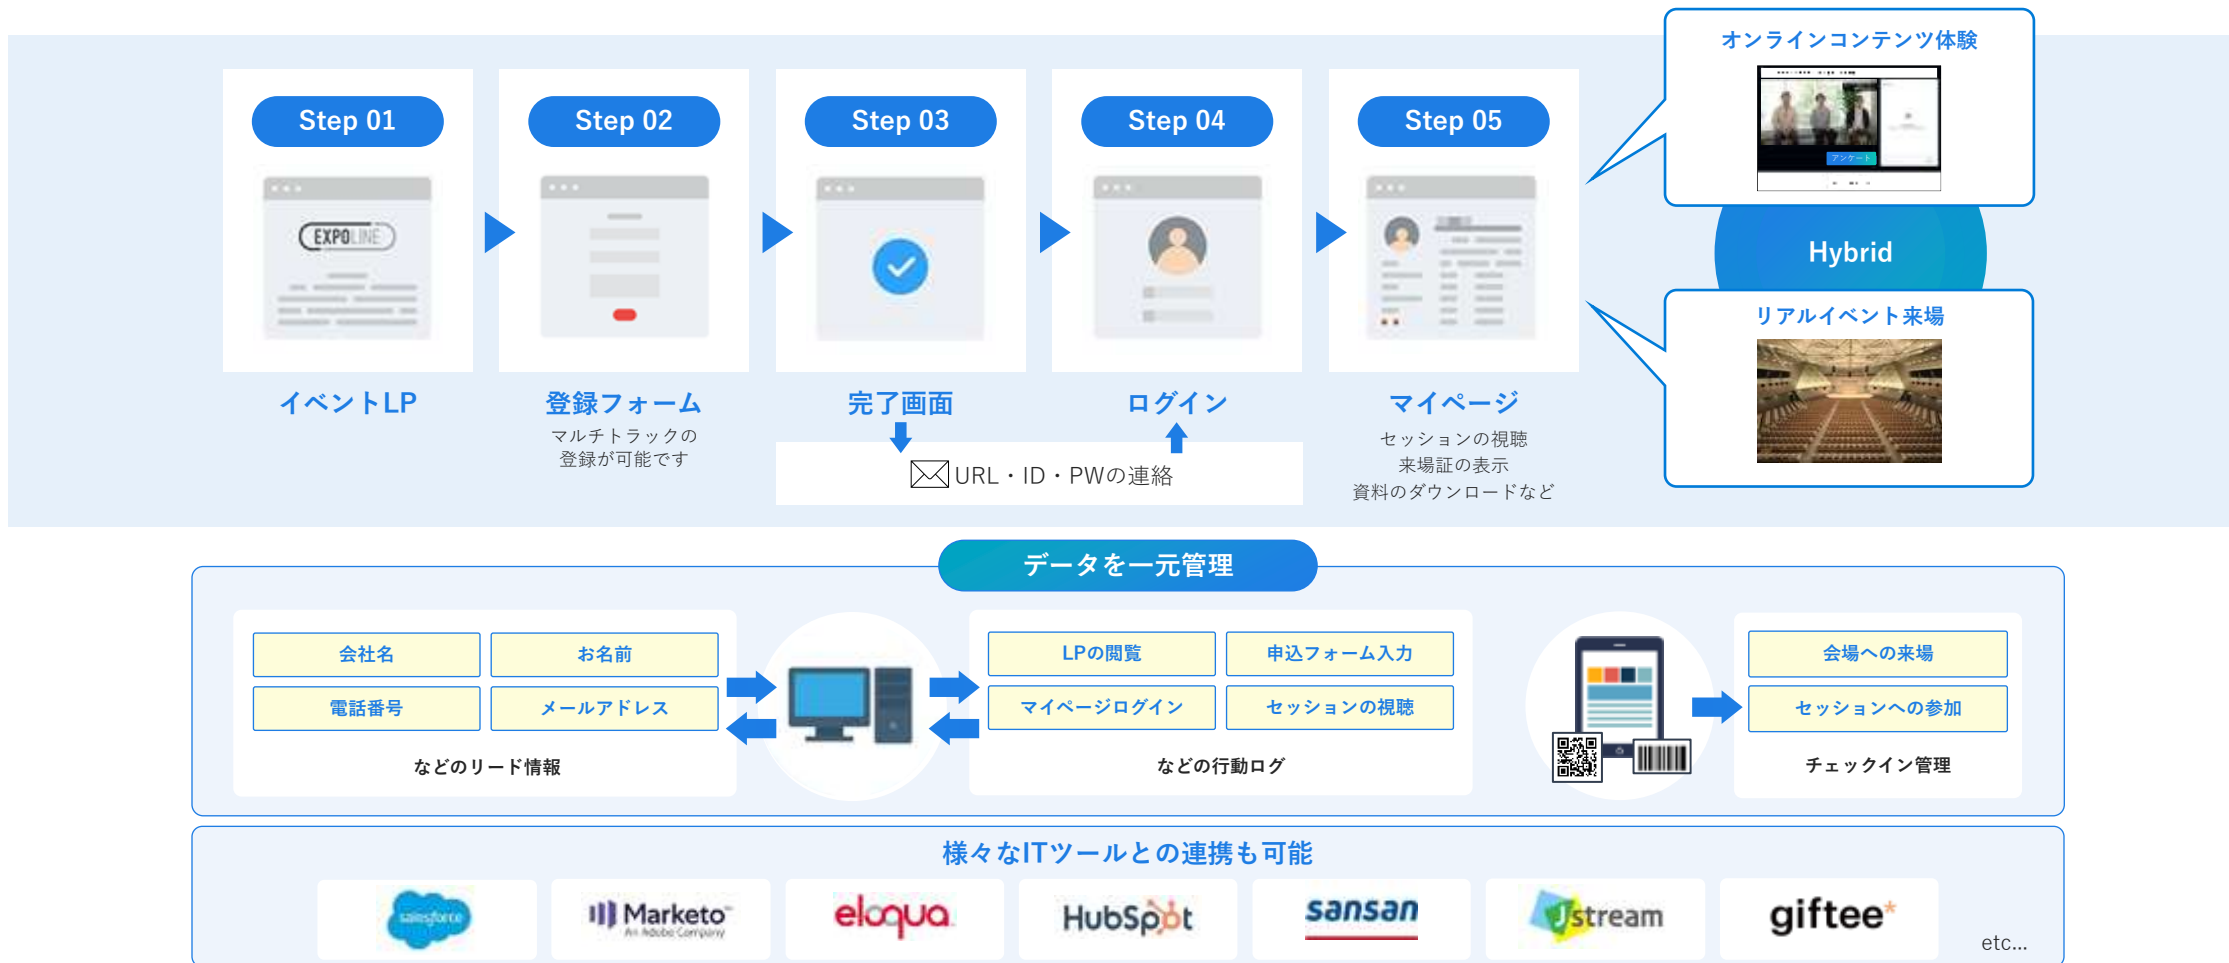 オンラインコンテンツ体験
アンケート
Step 01
Step 02
Step 03
Step 04
Step 05
EXPOLINE
Hybrid
リアルイベント来場
イベントLP
登録フォーム
マルチトラックの
登録が可能です
完了画面
ログイン
URL・ID・PWの連絡
マイページ
セッションの視聴
来場証の表示
資料のダウンロードなど
データを一元管理
会社名
お名前
電話番号
メールアドレス
などのリード情報
LPの閲覧
申込フォーム入力
マイページログイン
セッションの視聴
などの行動ログ
会場への来場
セッションへの参加
チェックイン管理
様々なITツールとの連携も可能
salesforce
Marketo™
An Adobe Company
eloqua
HubSpot
sansan
Jstream
giftee*
etc...